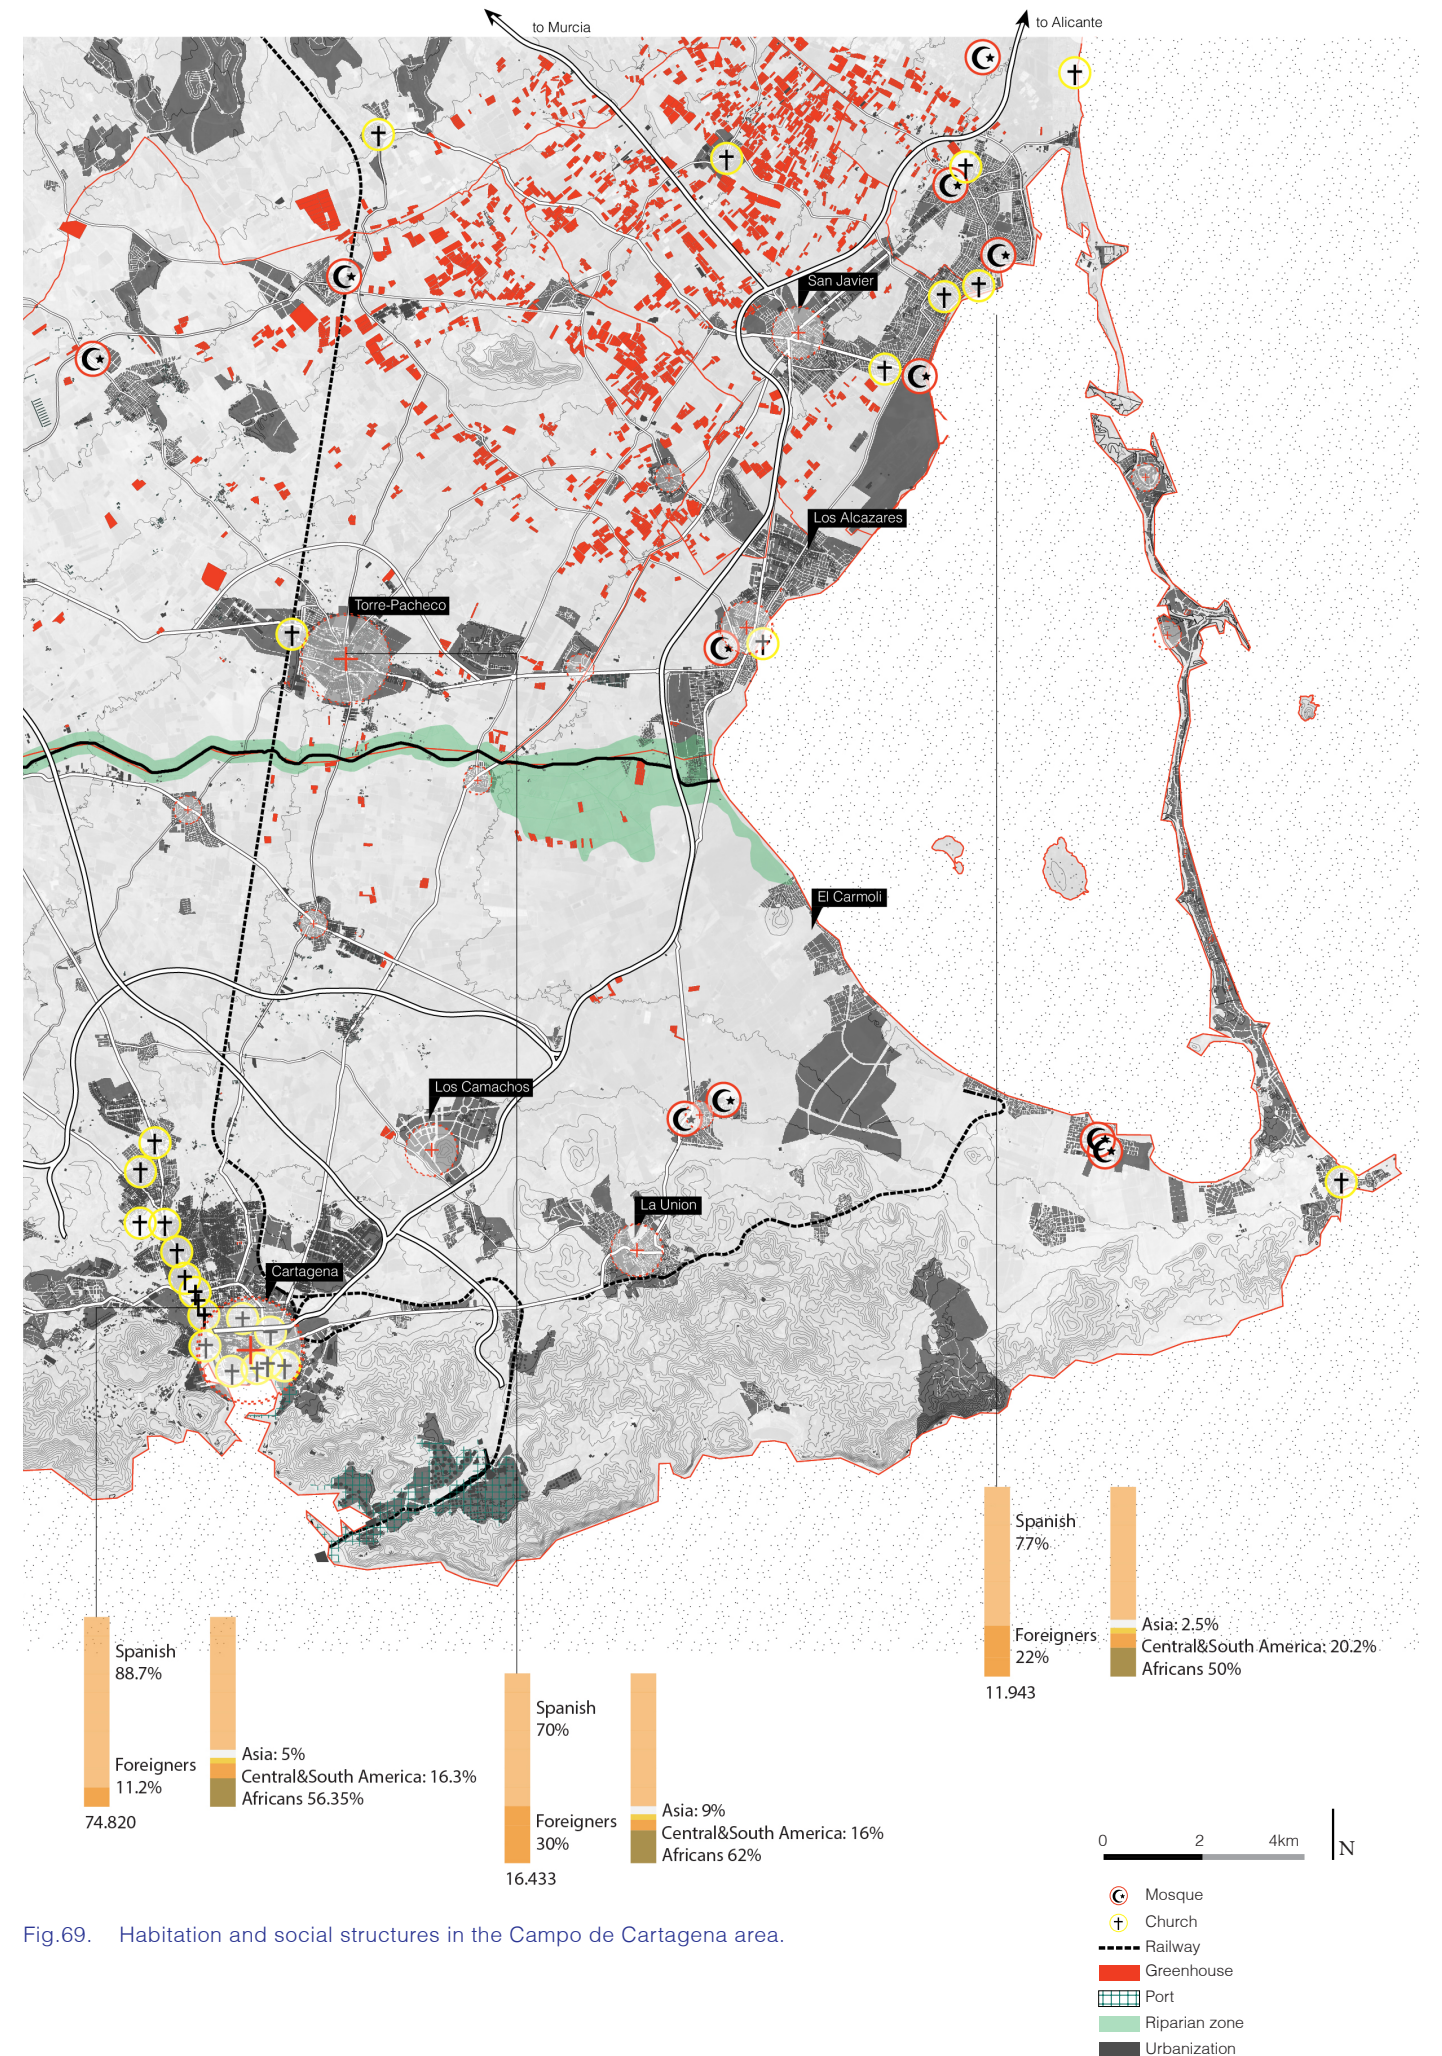 to Murcia
to Alicante
San Javier
Los Alcazares
Torre-Pacheco
El Carmoli
Los Camachos
La Union
Cartagena
Spanish
77%
Foreigners
22%
11.943
Asia: 2.5%
Central&South America: 20.2%
Africans 50%
Spanish
88.7%
Foreigners
11.2%
74.820
Asia: 5%
Central&South America: 16.3%
Africans 56.35%
Spanish
70%
Foreigners
30%
16.433
Asia: 9%
Central&South America: 16%
Africans 62%
0 2 4km
N
Mosque
Church
Railway
Greenhouse
Port
Riparian zone
Urbanization
Fig.69. Habitation and social structures in the Campo de Cartagena area.